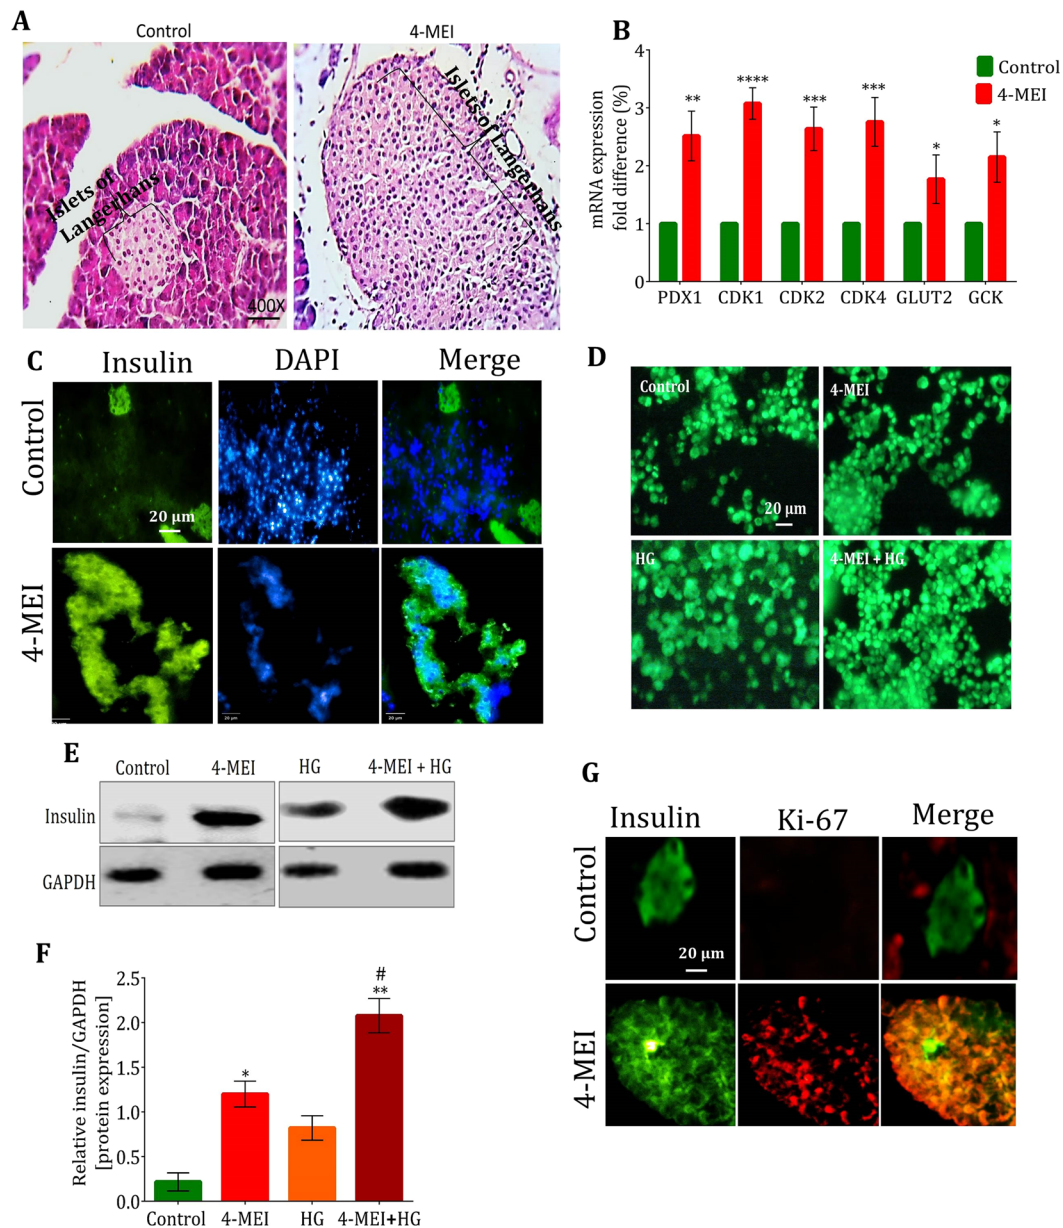 A
Control
4-MEI
Islets of
Langerhans
400X
Islets of Langerhans
B
mRNA expression
fold difference (%)
4
3
2
1
0
**
****
***
***
*
*
Control
4-MEI
PDX1 CDK1 CDK2 CDK4 GLUT2 GCK
C
Insulin DAPI Merge
Control
20 µm
4-MEI
20 µm
20 µm
D
Control
4-MEI
20 µm
HG
4-MEI + HG
E
Control 4-MEI HG 4-MEI + HG
Insulin
GAPDH
F
Relative insulin/GAPDH
[protein expression]
2.5
2.0
1.5
1.0
0.5
0.0
*
#
**
Control 4-MEI HG 4-MEI+HG
G
Insulin Ki-67 Merge
Control
20 µm
4-MEI